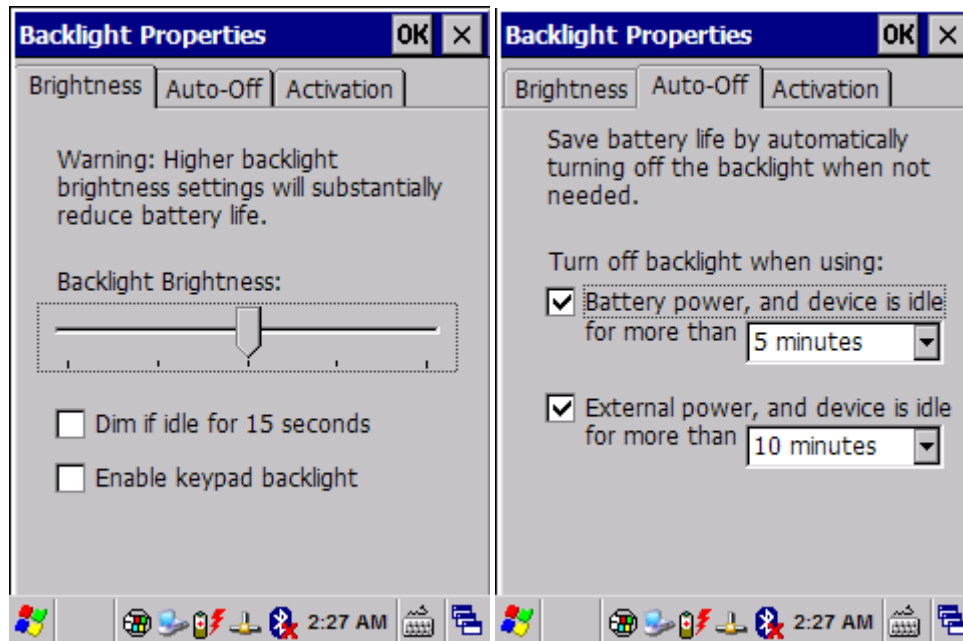 Backlight Properties OK
Brightness Auto-Off Activation
Warning: Higher backlight
brightness settings will substantially
reduce battery life.
Backlight Brightness:
Dim if idle for 15 seconds
Enable keypad backlight
2:27 AM
Backlight Properties OK
Brightness Auto-Off Activation
Save battery life by automatically
turning off the backlight when not
needed.
Turn off backlight when using:
Battery power, and device is idle
for more than 5 minutes
External power, and device is idle
for more than 10 minutes
2:27 AM